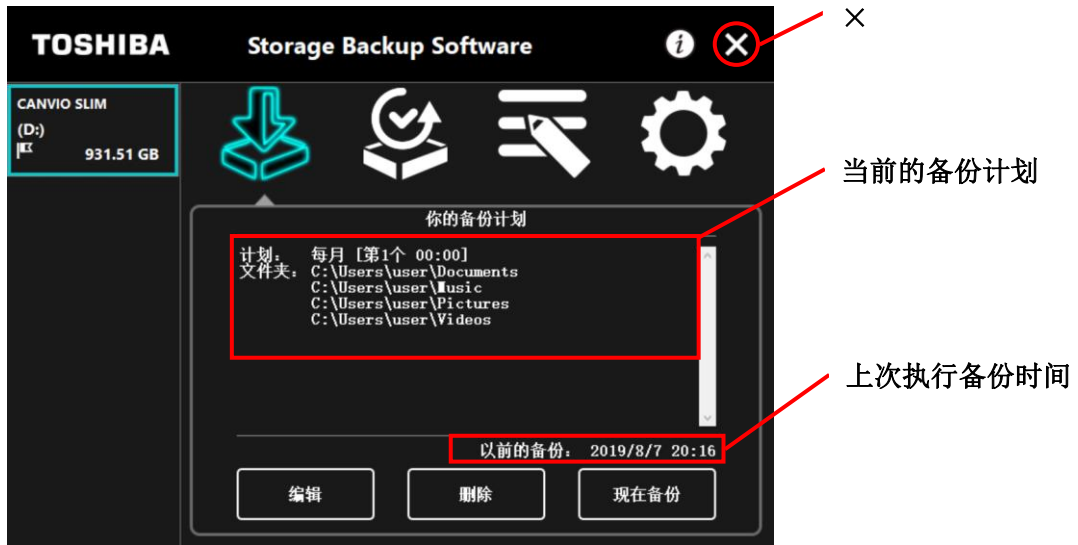 TOSHIBA
Storage Backup Software
i
×
×
CANVIO SLIM
(D:)
931.51 GB
当前的备份计划
你的备份计划
计划: 每月 [第1个 00:00]
文件夹: C:\Users\user\Documents
C:\Users\user\Music
C:\Users\user\Pictures
C:\Users\user\Videos
上次执行备份时间
以前的备份: 2019/8/7 20:16
编辑
删除
现在备份